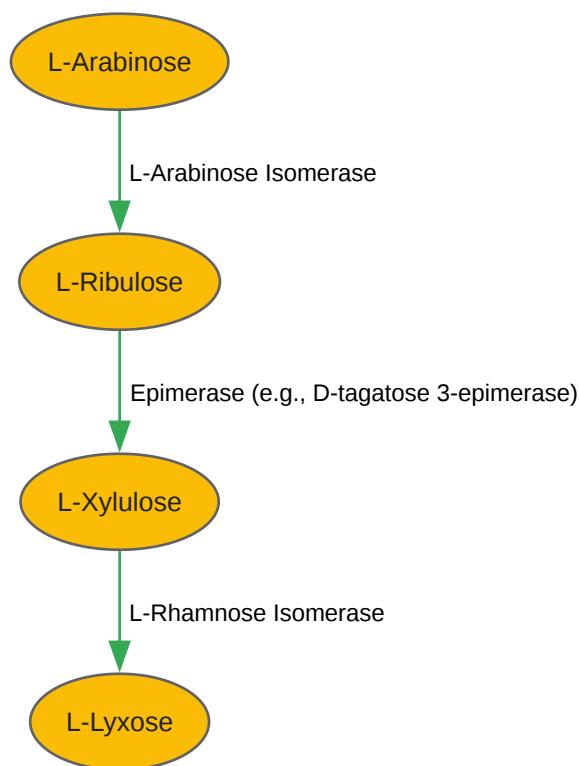 L-Arabinose
L-Arabinose Isomerase
L-Ribulose
Epimerase (e.g., D-tagatose 3-epimerase)
L-Xylulose
L-Rhamnose Isomerase
L-Lyxose